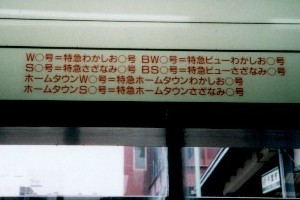 W○号=特急わかしお○号 BW○号=特急ビューわかしお○号
S○号=特急さざなみ○号 BS○号=特急ビューさざなみ○号
ホームタウンW○号=特急ホームタウンわかしお○号
ホームタウンS○号=特急ホームタウンさざなみ○号